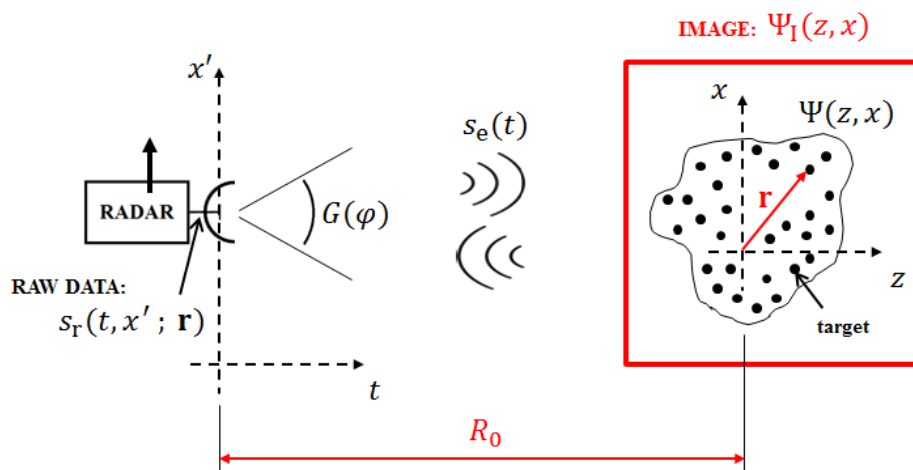 IMAGE: Ψ_I(z, x)
x′
x
Ψ(z, x)
s_e(t)
RADAR
G(φ)
r
RAW DATA:
z
s_r(t, x′ ; r)
target
t
R_0